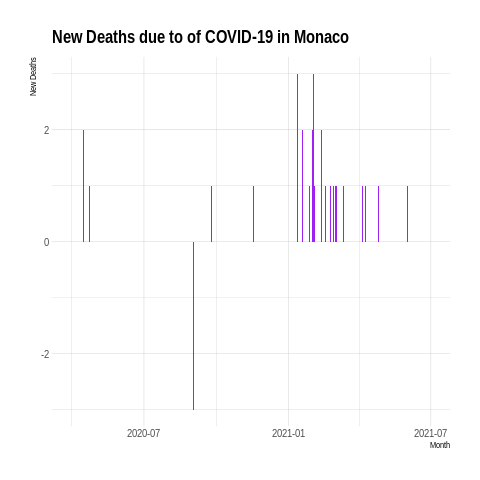 New Deaths due to of COVID-19 in Monaco
New Deaths
2
0
-2
2020-07
2021-01
2021-07
Month